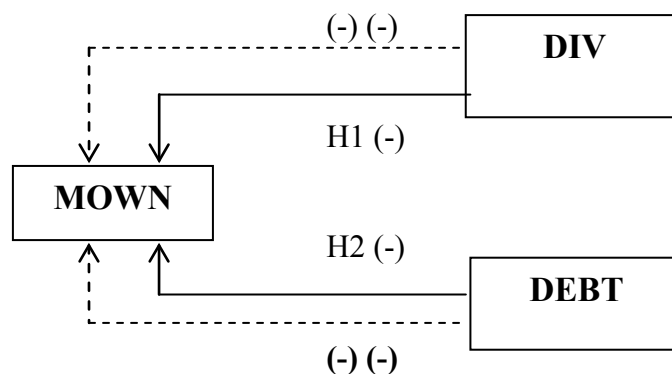 (-) (-)
DIV
H1 (-)
MOWN
H2 (-)
DEBT
(-) (-)